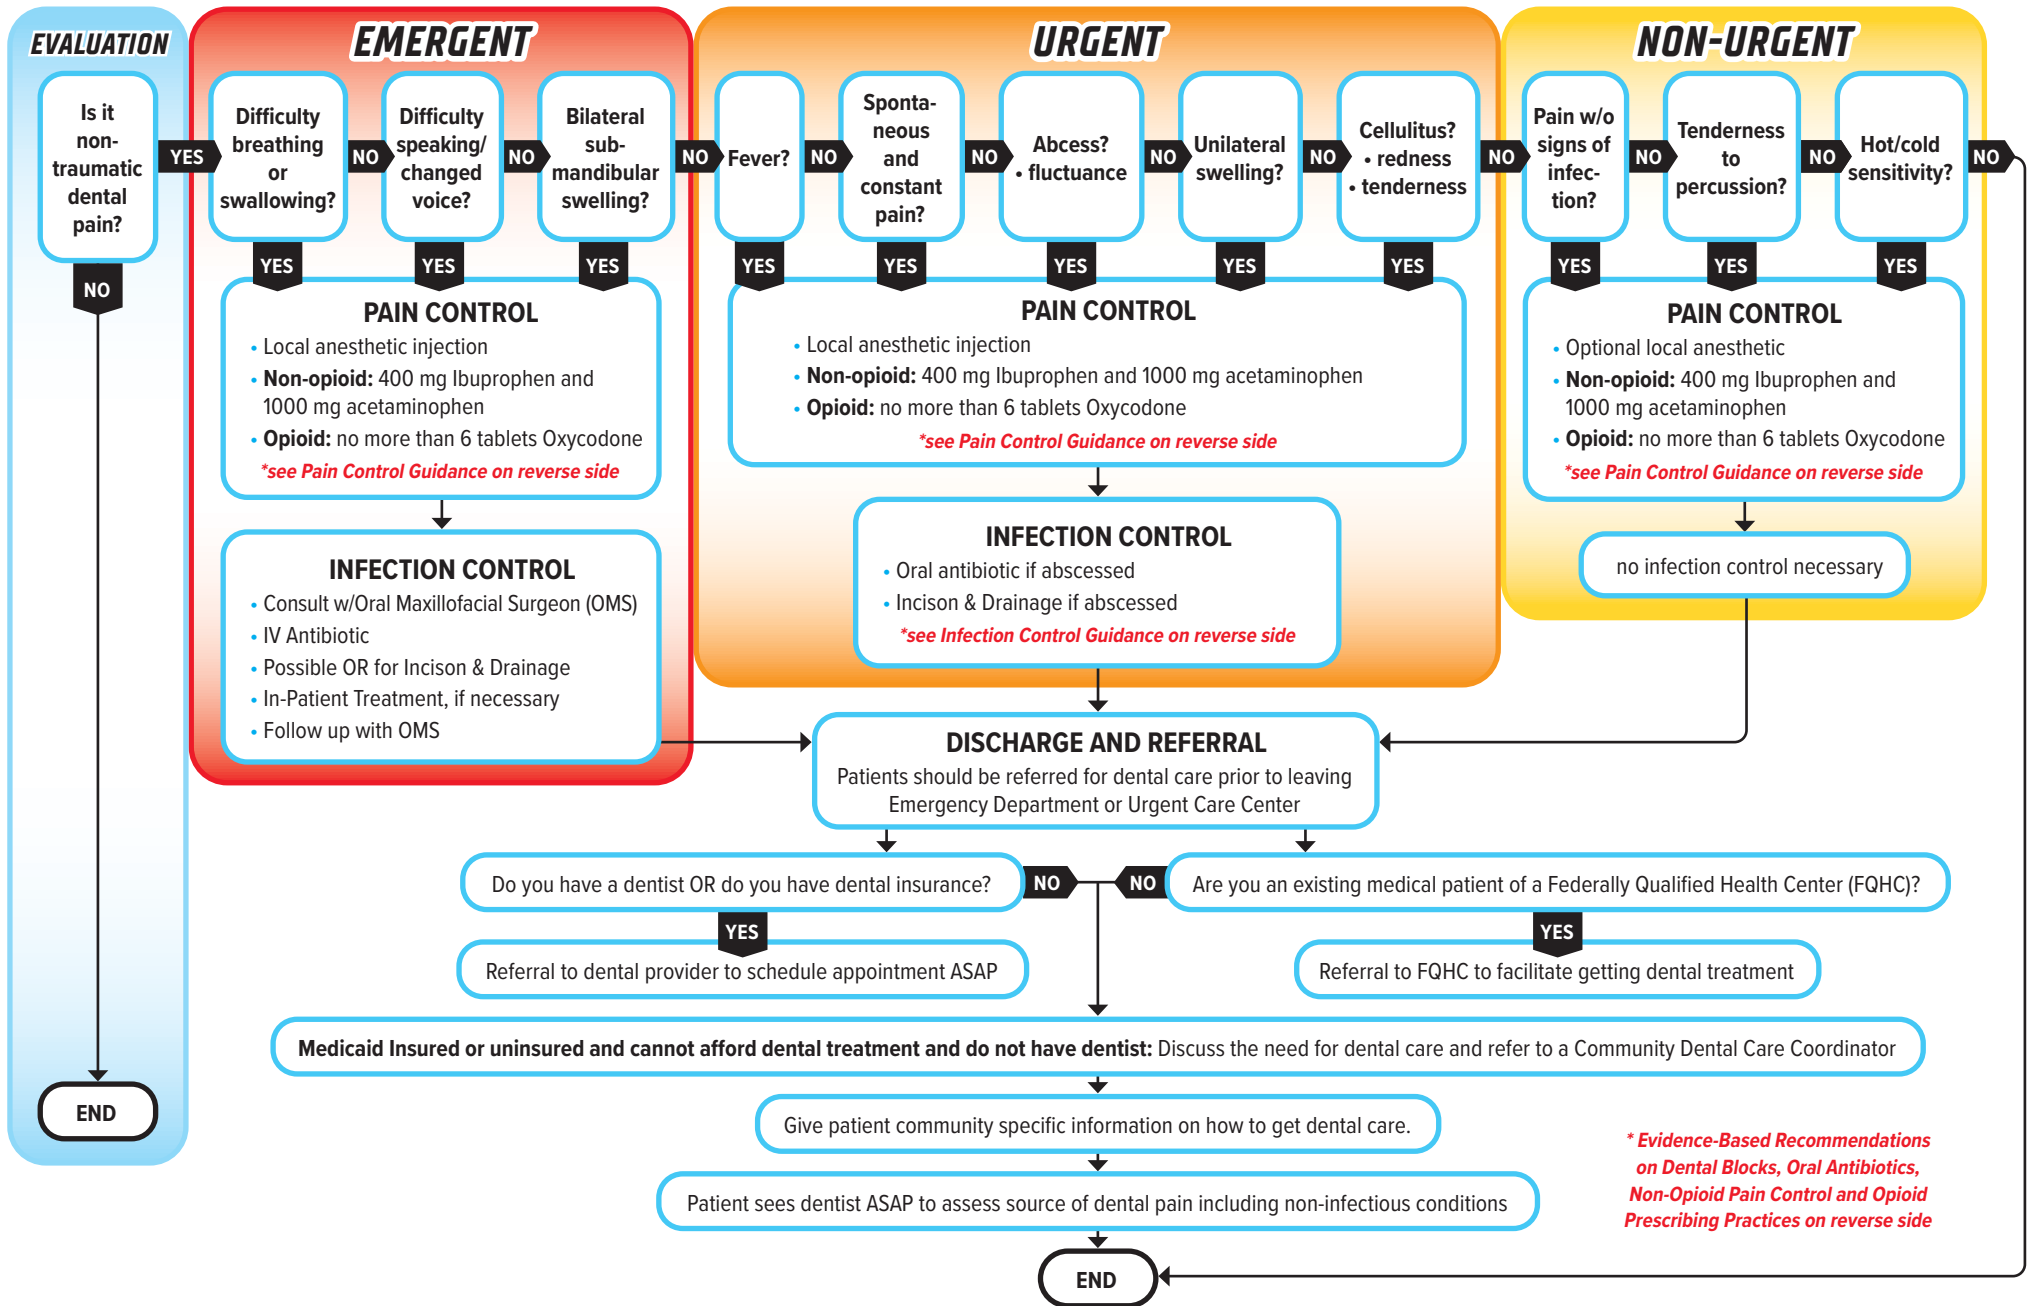 EVALUATION
Is it
non-
traumatic
dental
pain?
YES
NO
END
EMERGENT
Difficulty
breathing
or
swallowing?
NO
Difficulty
speaking/
changed
voice?
NO
Bilateral
sub-
mandibular
swelling?
NO
YES
YES
YES
PAIN CONTROL
• Local anesthetic injection
• Non-opioid: 400 mg Ibuprophen and
1000 mg acetaminophen
• Opioid: no more than 6 tablets Oxycodone
*see Pain Control Guidance on reverse side
INFECTION CONTROL
• Consult w/Oral Maxillofacial Surgeon (OMS)
• IV Antibiotic
• Possible OR for Incison & Drainage
• In-Patient Treatment, if necessary
• Follow up with OMS
URGENT
Fever?
NO
Sponta-
neous
and
constant
pain?
NO
Abcess?
• fluctuance
NO
Unilateral
swelling?
NO
Cellulitus?
• redness
• tenderness
NO
YES
YES
YES
YES
YES
PAIN CONTROL
• Local anesthetic injection
• Non-opioid: 400 mg Ibuprophen and 1000 mg acetaminophen
• Opioid: no more than 6 tablets Oxycodone
*see Pain Control Guidance on reverse side
INFECTION CONTROL
• Oral antibiotic if abscessed
• Incison & Drainage if abscessed
*see Infection Control Guidance on reverse side
NON-URGENT
Pain w/o
signs of
infec-
tion?
NO
Tenderness
to
percussion?
NO
Hot/cold
sensitivity?
NO
YES
YES
YES
PAIN CONTROL
• Optional local anesthetic
• Non-opioid: 400 mg Ibuprophen and
1000 mg acetaminophen
• Opioid: no more than 6 tablets Oxycodone
*see Pain Control Guidance on reverse side
no infection control necessary
DISCHARGE AND REFERRAL
Patients should be referred for dental care prior to leaving
Emergency Department or Urgent Care Center
Do you have a dentist OR do you have dental insurance?
NO
NO
Are you an existing medical patient of a Federally Qualified Health Center (FQHC)?
YES
YES
Referral to dental provider to schedule appointment ASAP
Referral to FQHC to facilitate getting dental treatment
Medicaid Insured or uninsured and cannot afford dental treatment and do not have dentist: Discuss the need for dental care and refer to a Community Dental Care Coordinator
Give patient community specific information on how to get dental care.
Patient sees dentist ASAP to assess source of dental pain including non-infectious conditions
END
* Evidence-Based Recommendations
on Dental Blocks, Oral Antibiotics,
Non-Opioid Pain Control and Opioid
Prescribing Practices on reverse side